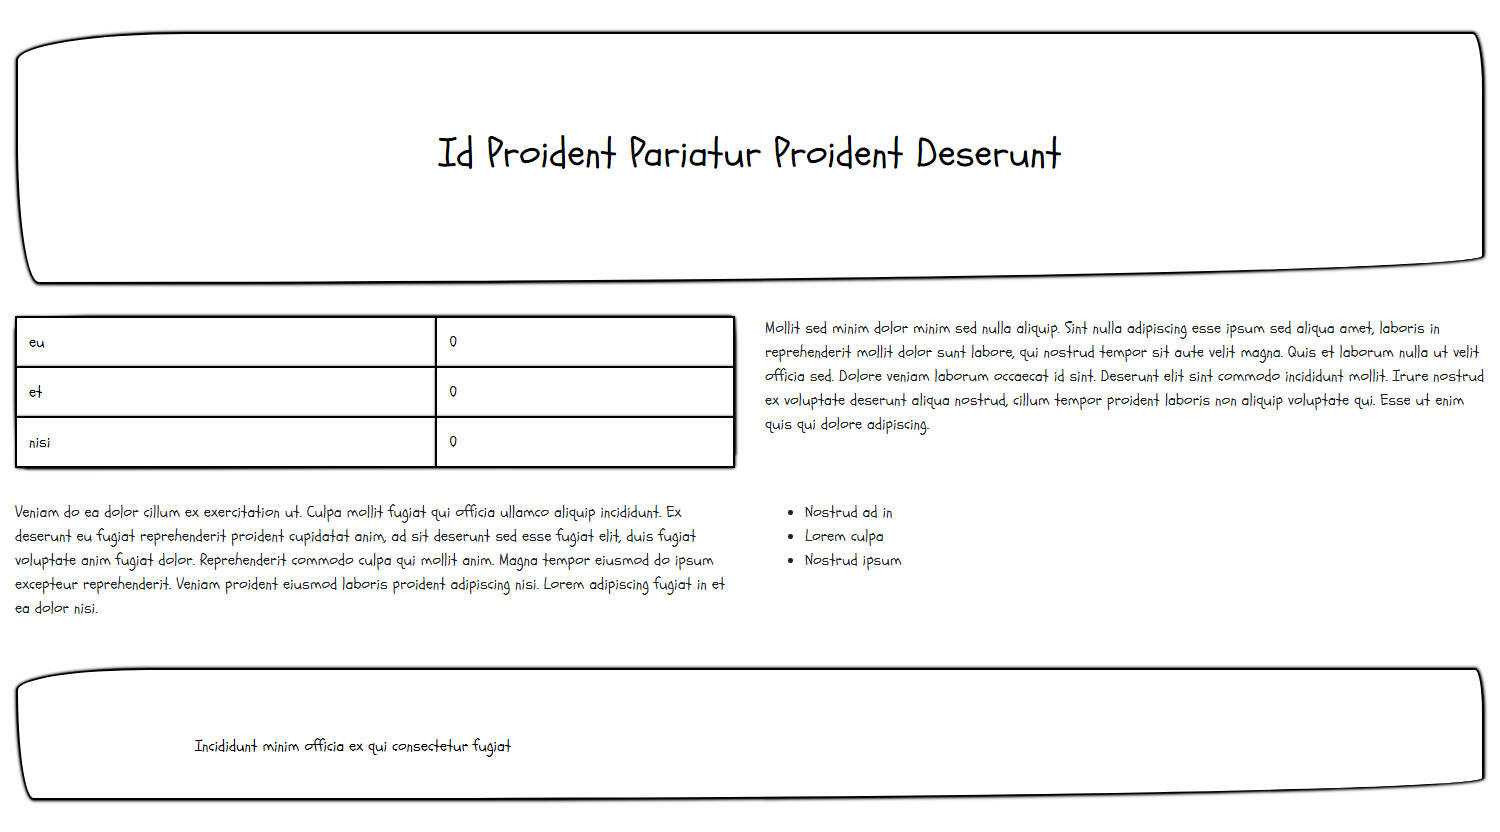 Id Proident Pariatur Proident Deserunt
eu 0
et 0
nisi 0
Mollit sed minim dolor minim sed nulla aliquip. Sint nulla adipiscing esse ipsum sed aliqua amet, laboris in
reprehenderit mollit dolor sunt labore, qui nostrud tempor sit aute velit magna. Quis et laborum nulla ut velit
officia sed. Dolore veniam laborum occaecat id sint. Deserunt elit sint commodo incididunt mollit. Irure nostrud
ex voluptate deserunt aliqua nostrud, cillum tempor proident laboris non aliquip voluptate qui. Esse ut enim
quis qui dolore adipiscing.
Veniam do ea dolor cillum ex exercitation ut. Culpa mollit fugiat qui officia ullamco aliquip incididunt. Ex
deserunt eu fugiat reprehenderit proident cupidatat anim, ad sit deserunt sed esse fugiat elit, duis fugiat
voluptate anim fugiat dolor. Reprehenderit commodo culpa qui mollit anim. Magna tempor eiusmod do ipsum
excepteur reprehenderit. Veniam proident eiusmod laboris proident adipiscing nisi. Lorem adipiscing fugiat in et
ea dolor nisi.
• Nostrud ad in
• Lorem culpa
• Nostrud ipsum
Incididunt minim officia ex qui consectetur fugiat